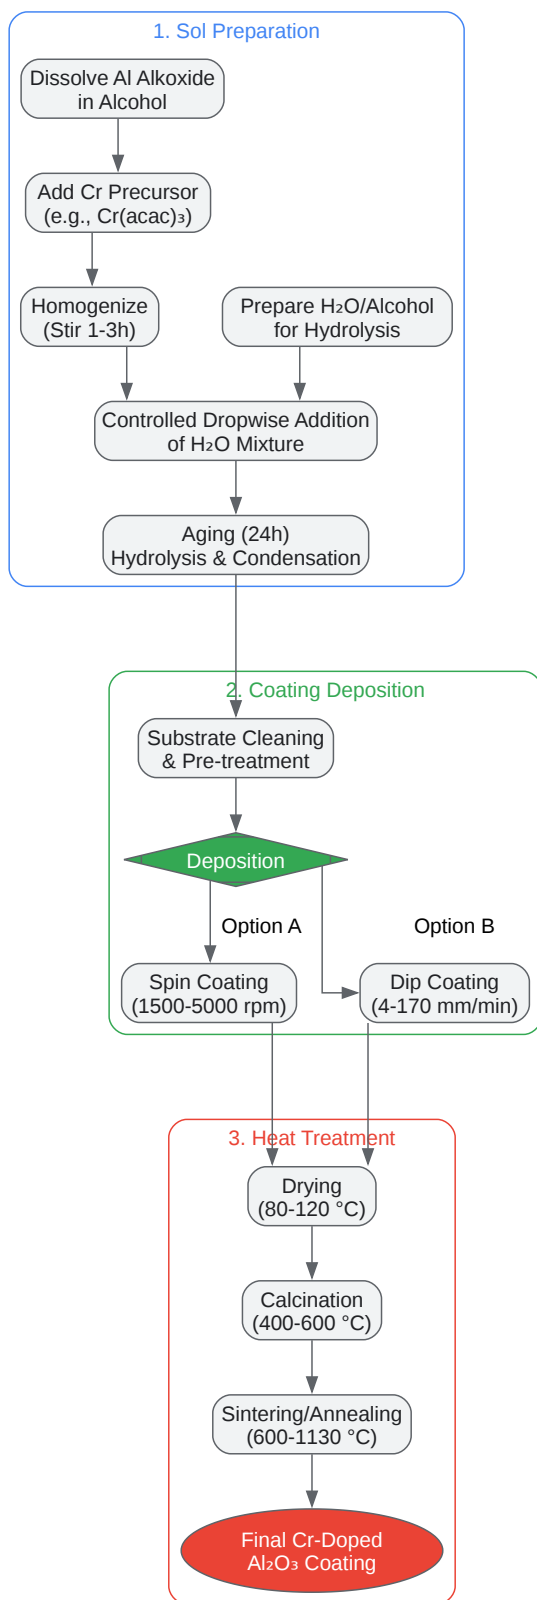 1. Sol Preparation
Dissolve Al Alkoxide
in Alcohol
Add Cr Precursor
(e.g., Cr(acac)₃)
Homogenize
(Stir 1-3h)
Prepare H₂O/Alcohol
for Hydrolysis
Controlled Dropwise Addition
of H₂O Mixture
Aging (24h)
Hydrolysis & Condensation
2. Coating Deposition
Substrate Cleaning
& Pre-treatment
Deposition
Option A
Option B
Spin Coating
(1500-5000 rpm)
Dip Coating
(4-170 mm/min)
3. Heat Treatment
Drying
(80-120 °C)
Calcination
(400-600 °C)
Sintering/Annealing
(600-1130 °C)
Final Cr-Doped
Al₂O₃ Coating